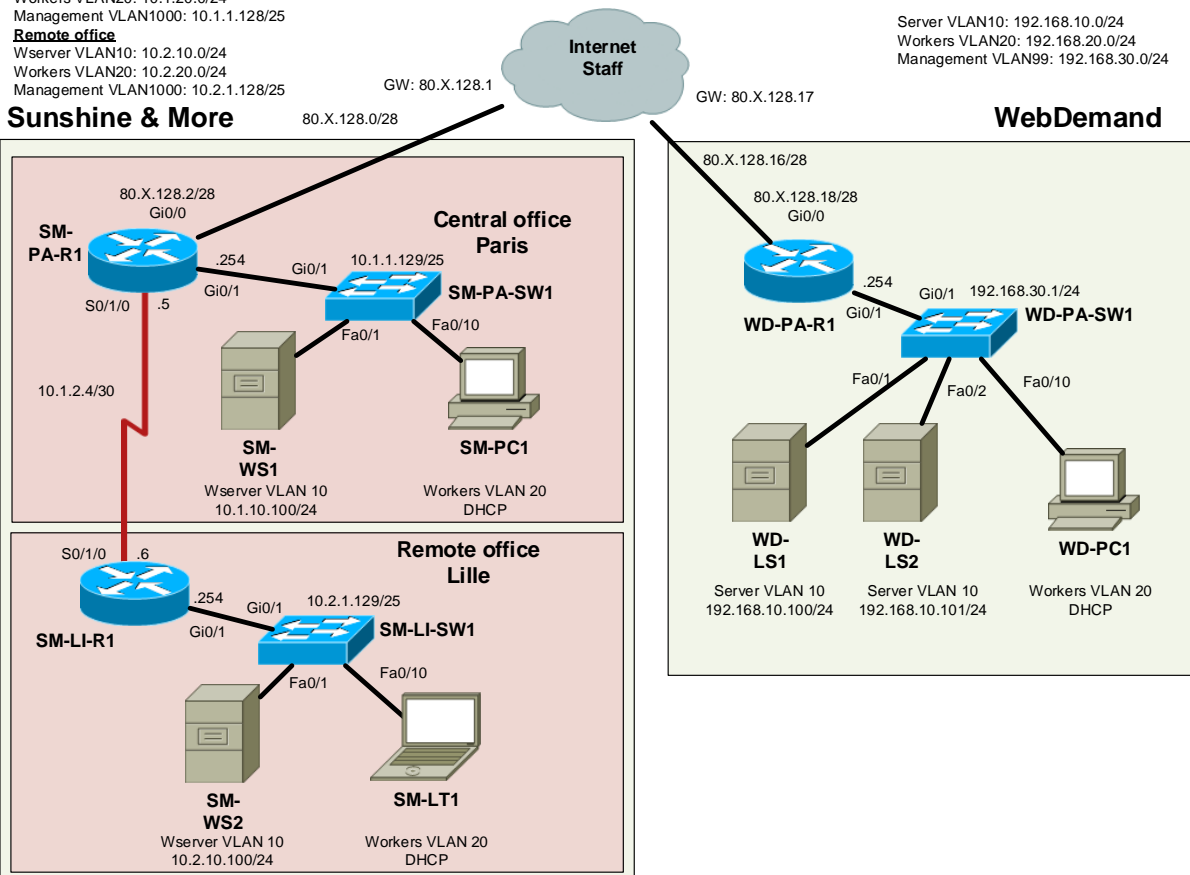 Workers VLAN20: 10.1.20.0/24
Management VLAN1000: 10.1.1.128/25
Remote office
Wserver VLAN10: 10.2.10.0/24
Workers VLAN20: 10.2.20.0/24
Management VLAN1000: 10.2.1.128/25
Server VLAN10: 192.168.10.0/24
Workers VLAN20: 192.168.20.0/24
Management VLAN99: 192.168.30.0/24
Internet
Staff
GW: 80.X.128.1
GW: 80.X.128.17
Sunshine & More
80.X.128.0/28
WebDemand
80.X.128.2/28
Gi0/0
SM-
PA-R1
Central office
Paris
.254
Gi0/1
Gi0/1
10.1.1.129/25
SM-PA-SW1
S0/1/0
.5
Fa0/1
Fa0/10
10.1.2.4/30
SM-
WS1
Wserver VLAN 10
10.1.10.100/24
SM-PC1
Workers VLAN 20
DHCP
Remote office
Lille
S0/1/0
.6
.254
Gi0/1
Gi0/1
10.2.1.129/25
SM-LI-R1
SM-LI-SW1
Fa0/1
Fa0/10
SM-
WS2
Wserver VLAN 10
10.2.10.100/24
SM-LT1
Workers VLAN 20
DHCP
80.X.128.16/28
80.X.128.18/28
Gi0/0
.254
Gi0/1
Gi0/1
192.168.30.1/24
WD-PA-R1
WD-PA-SW1
Fa0/1
Fa0/2
Fa0/10
WD-
LS1
Server VLAN 10
192.168.10.100/24
WD-
LS2
Server VLAN 10
192.168.10.101/24
WD-PC1
Workers VLAN 20
DHCP